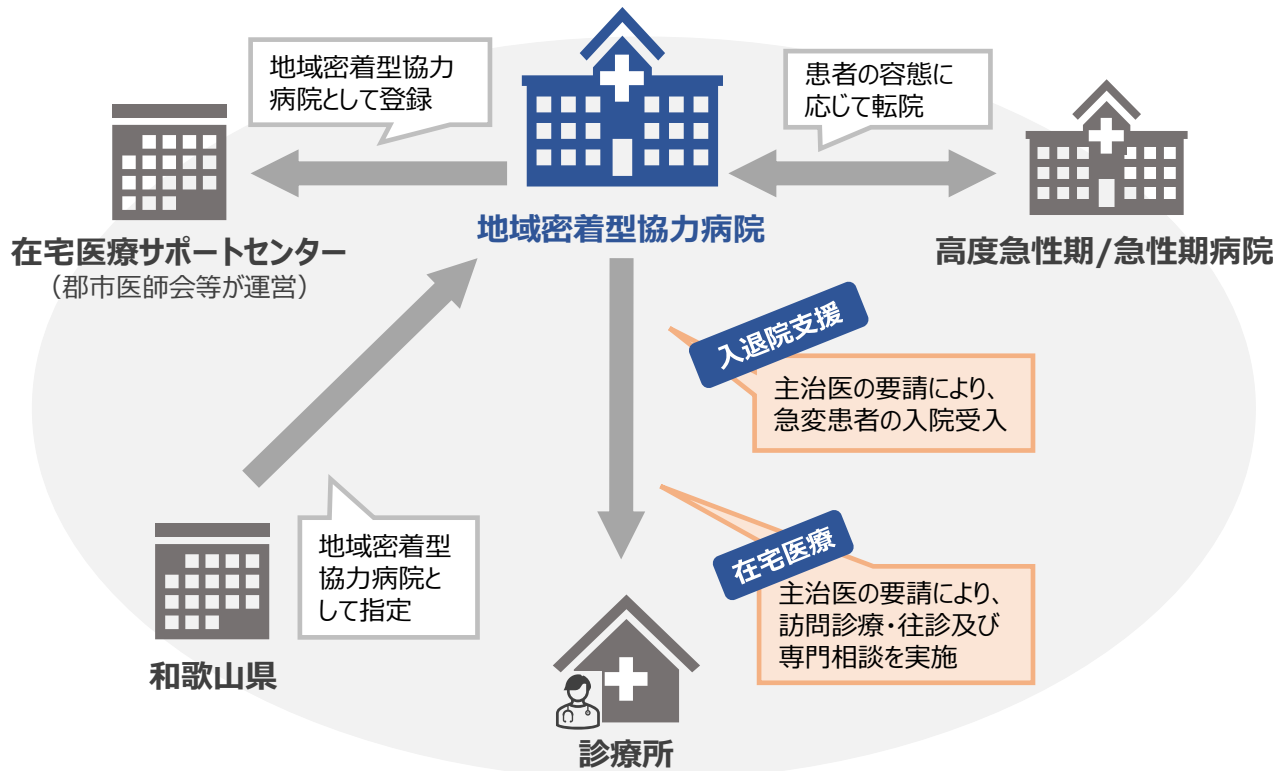 地域密着型協力
病院として登録
患者の容態に
応じて転院
地域密着型協力病院
在宅医療サポートセンター
（郡市医師会等が運営）
高度急性期/急性期病院
入退院支援
主治医の要請により、
急変患者の入院受入
地域密着型
協力病院と
して指定
在宅医療
主治医の要請により、
訪問診療・往診及び
専門相談を実施
和歌山県
診療所